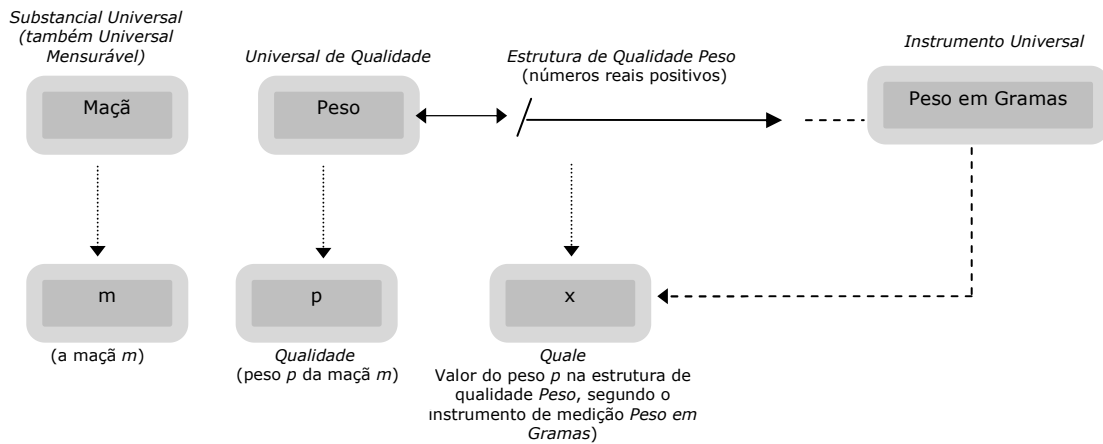 Substancial Universal
(também Universal
Mensurável)
Universal de Qualidade
Estrutura de Qualidade Peso
(números reais positivos)
Instrumento Universal
Maçã
Peso
Peso em Gramas
m
p
x
(a maçã m)
Qualidade
(peso p da maçã m)
Quale
Valor do peso p na estrutura de
qualidade Peso, segundo o
instrumento de medição Peso em
Gramas)